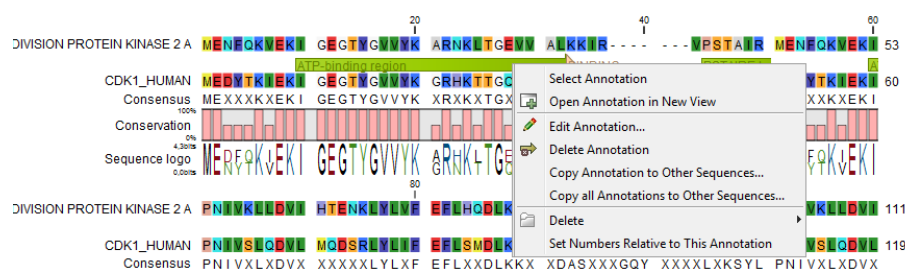 20 40 60
DIVISION PROTEIN KINASE 2 A MENFQKVEKI GEGTYGVVYK ARNKLTGEVV ALKKIR---- ----VPSTAIR MENFQKVEKI 53
ATP-binding region
CDK1_HUMAN MEDYTKIEKI GEGTYGVVYK GRHKTTGQ YTKIEKI 60
Consensus MEXXXKXEKI GEGTYGVVYK XRXKXTGX XXKXEKI
100%
Conservation
0%
4,3bits
Sequence logo
0,0bits
80
DIVISION PROTEIN KINASE 2 A PNIVKLLDVI HTENKLYLVF EFLHQDLK VKLLDVI 111
CDK1_HUMAN PNIVSLQDVL MQDSRLYLIF EFLSMDLK VSLQDVL 119
Consensus PNIVXLXDVX XXXXXLYLXF EFLXXDLKKX XDASXXXGQY XXXXLXKSYL PNIVXLXDVX
Select Annotation
Open Annotation in New View
Edit Annotation...
Delete Annotation
Copy Annotation to Other Sequences...
Copy all Annotations to Other Sequences...
Delete
Set Numbers Relative to This Annotation